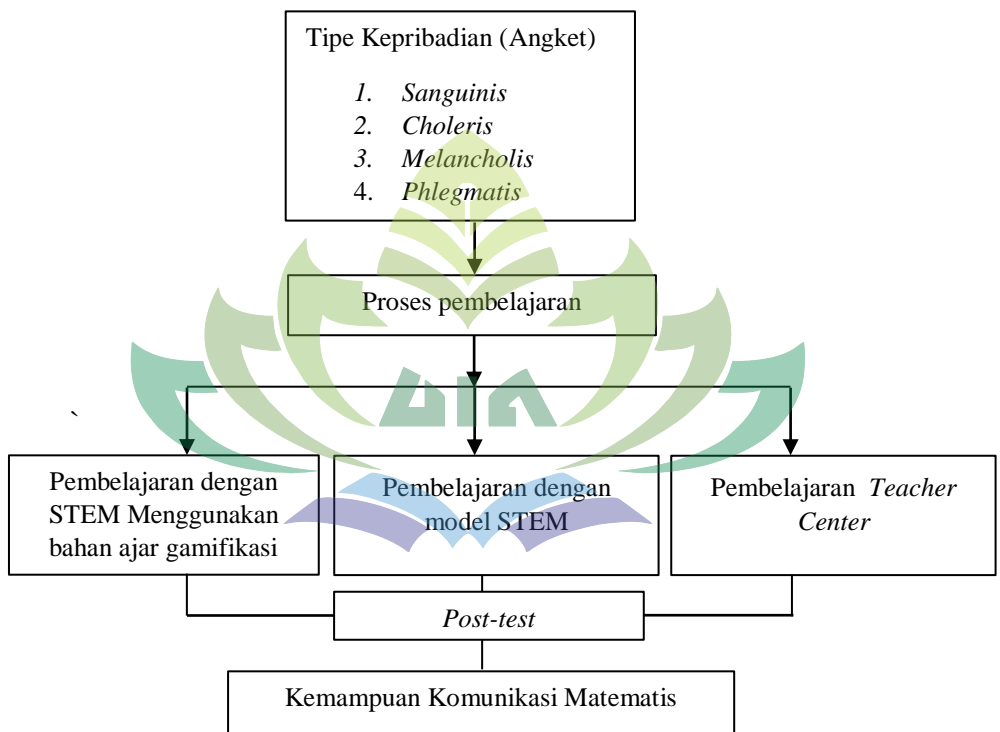 Tipe Kepribadian (Angket)
1. Sanguinis
2. Choleris
3. Melancholis
4. Phlegmatis
Proses pembelajaran
`
Pembelajaran dengan
STEM Menggunakan
bahan ajar gamifikasi
Pembelajaran dengan
model STEM
Pembelajaran Teacher
Center
Post-test
Kemampuan Komunikasi Matematis